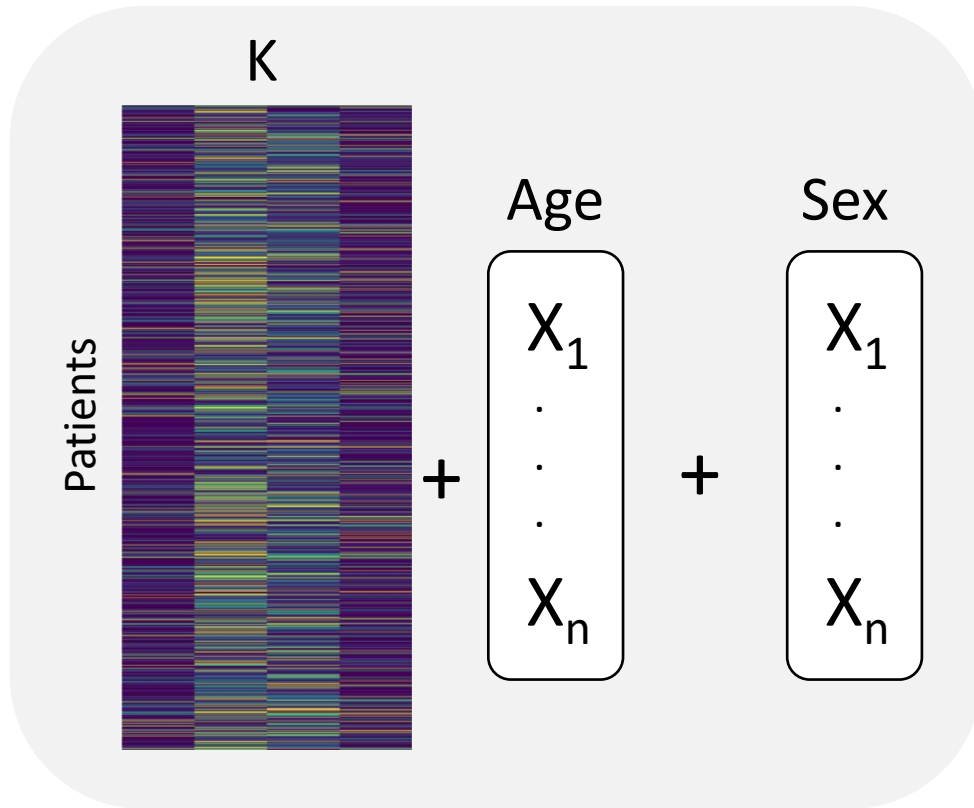 K
Patients
+
Age
X1
.
.
.
Xn
+
Sex
X1
.
.
.
Xn